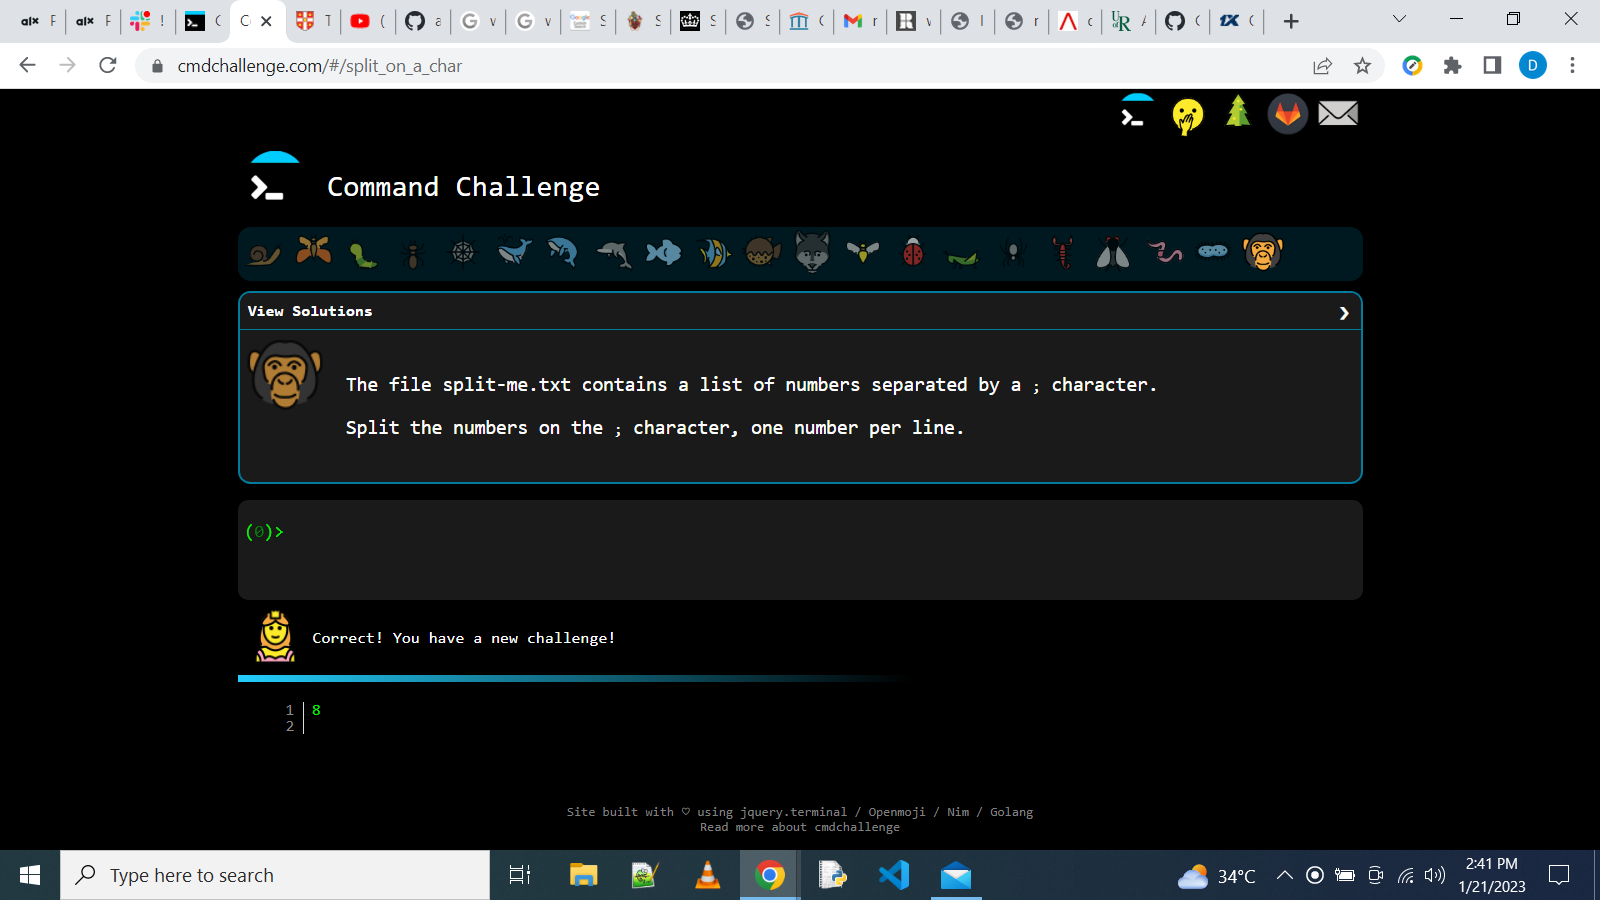 cmdchallenge.com/#/split_on_a_char
D
Command Challenge
View Solutions
The file split-me.txt contains a list of numbers separated by a ; character.
Split the numbers on the ; character, one number per line.
(0)>
Correct! You have a new challenge!
1 8
2
Site built with ♡ using jquery.terminal / Openmoji / Nim / Golang
Read more about cmdchallenge
Type here to search
34°C
2:41 PM
1/21/2023